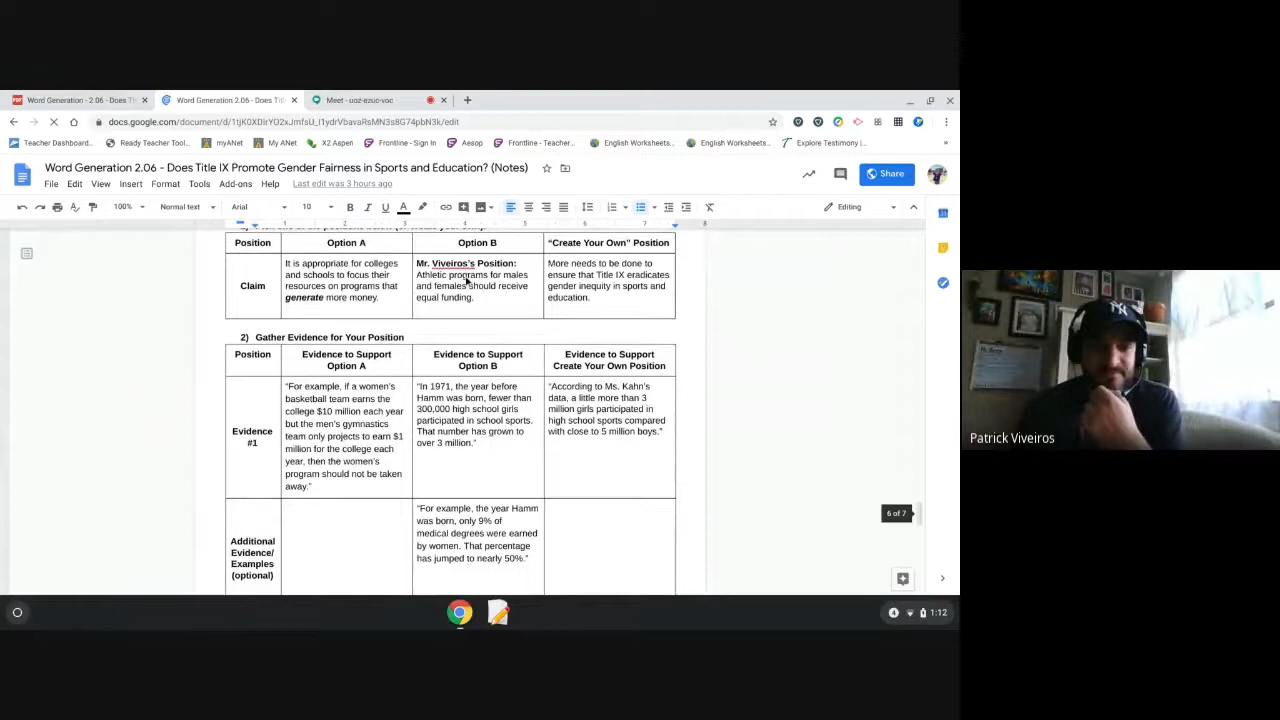 Word Generation - 2.06 - Does Ti
Word Generation 2.06 - Does Titl
Meet - uoz-ezuc-voc
docs.google.com/document/d/1tjK0XDirYO2xJmfsU_I1ydrVbavaRsMN3s8G74pbN3k/edit
Teacher Dashboard...
Ready Teacher Tool...
myANet
My ANet
X2 Aspen
Frontline - Sign In
Aesop
Frontline - Teacher...
English Worksheets...
English Worksheets...
Explore Testimony |
»
Word Generation 2.06 - Does Title IX Promote Gender Fairness in Sports and Education? (Notes)
Share
File Edit View Insert Format Tools Add-ons Help Last edit was 3 hours ago
100% Normal text Arial 10 B I U A Editing
1 2 3 4 5 6 7 8
Position Option A Option B “Create Your Own” Position
Claim
It is appropriate for colleges
and schools to focus their
resources on programs that
generate more money.
Mr. Viveiros’s Position:
Athletic programs for males
and females should receive
equal funding.
More needs to be done to
ensure that Title IX eradicates
gender inequity in sports and
education.
2) Gather Evidence for Your Position
Position
Evidence to Support
Option A
Evidence to Support
Option B
Evidence to Support
Create Your Own Position
Evidence
#1
“For example, if a women’s
basketball team earns the
college $10 million each year
but the men’s gymnastics
team only projects to earn $1
million for the college each
year, then the women’s
program should not be taken
away.”
“In 1971, the year before
Hamm was born, fewer than
300,000 high school girls
participated in school sports.
That number has grown to
over 3 million.”
“According to Ms. Kahn’s
data, a little more than 3
million girls participated in
high school sports compared
with close to 5 million boys.”
Additional
Evidence/
Examples
(optional)
“For example, the year Hamm
was born, only 9% of
medical degrees were earned
by women. That percentage
has jumped to nearly 50%.”
6 of 7
4 1:12
Patrick Viveiros